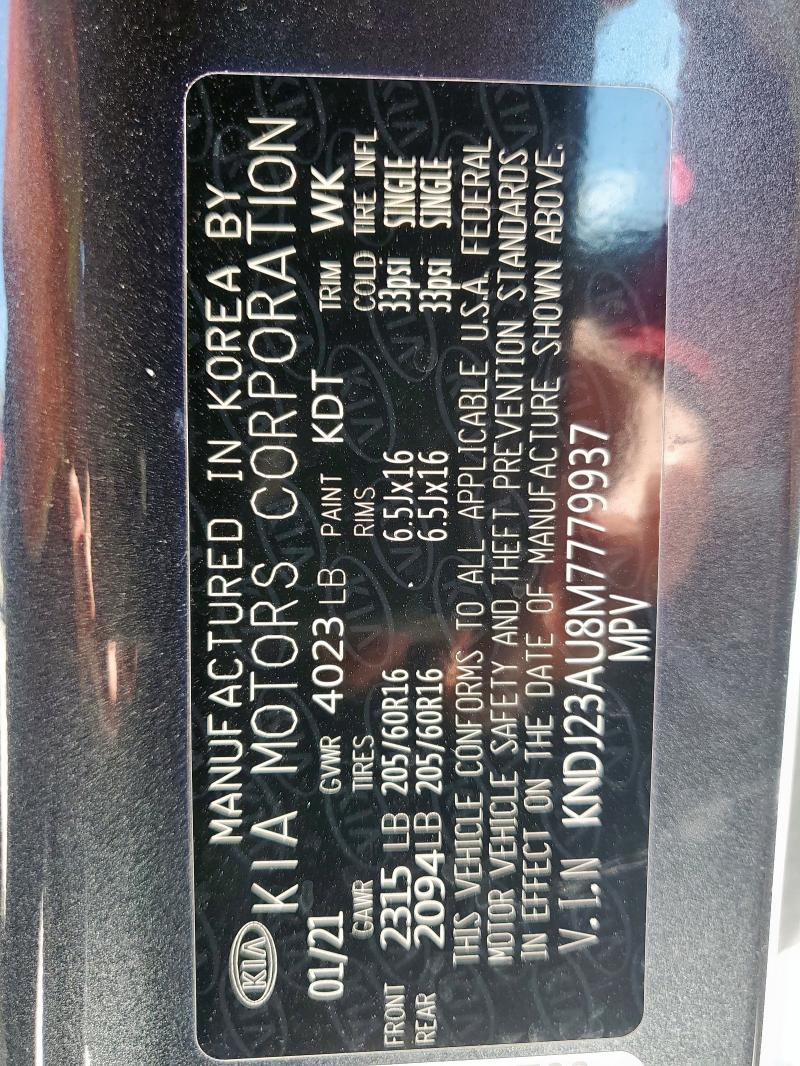 KIA
MANUFACTURED IN KOREA BY
KIA MOTORS CORPORATION
01/21 GVWR 4023 LB PAINT KDT TRIM WK
GAWR TIRES RIMS COLD TIRE INFL
FRONT 2315 LB 205/60R16 6.5Jx16 33psi SINGLE
REAR 2094 LB 205/60R16 6.5Jx16 33psi SINGLE
THIS VEHICLE CONFORMS TO ALL APPLICABLE U.S.A. FEDERAL
MOTOR VEHICLE SAFETY AND THEFT PREVENTION STANDARDS
IN EFFECT ON THE DATE OF MANUFACTURE SHOWN ABOVE.
V.I.N KNDJ23AU8M7779937
MPV